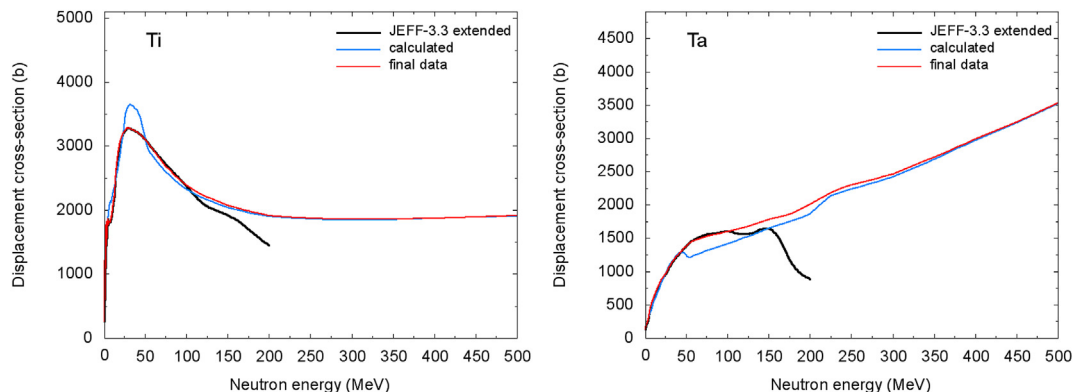 Ti
JEFF-3.3 extended
calculated
final data
Displacement cross-section (b)
5000
4000
3000
2000
1000
0
0 50 100 150 200 250 300 350 400 450 500
Neutron energy (MeV)
Ta
JEFF-3.3 extended
calculated
final data
Displacement cross-section (b)
4500
4000
3500
3000
2500
2000
1500
1000
500
0
0 50 100 150 200 250 300 350 400 450 500
Neutron energy (MeV)